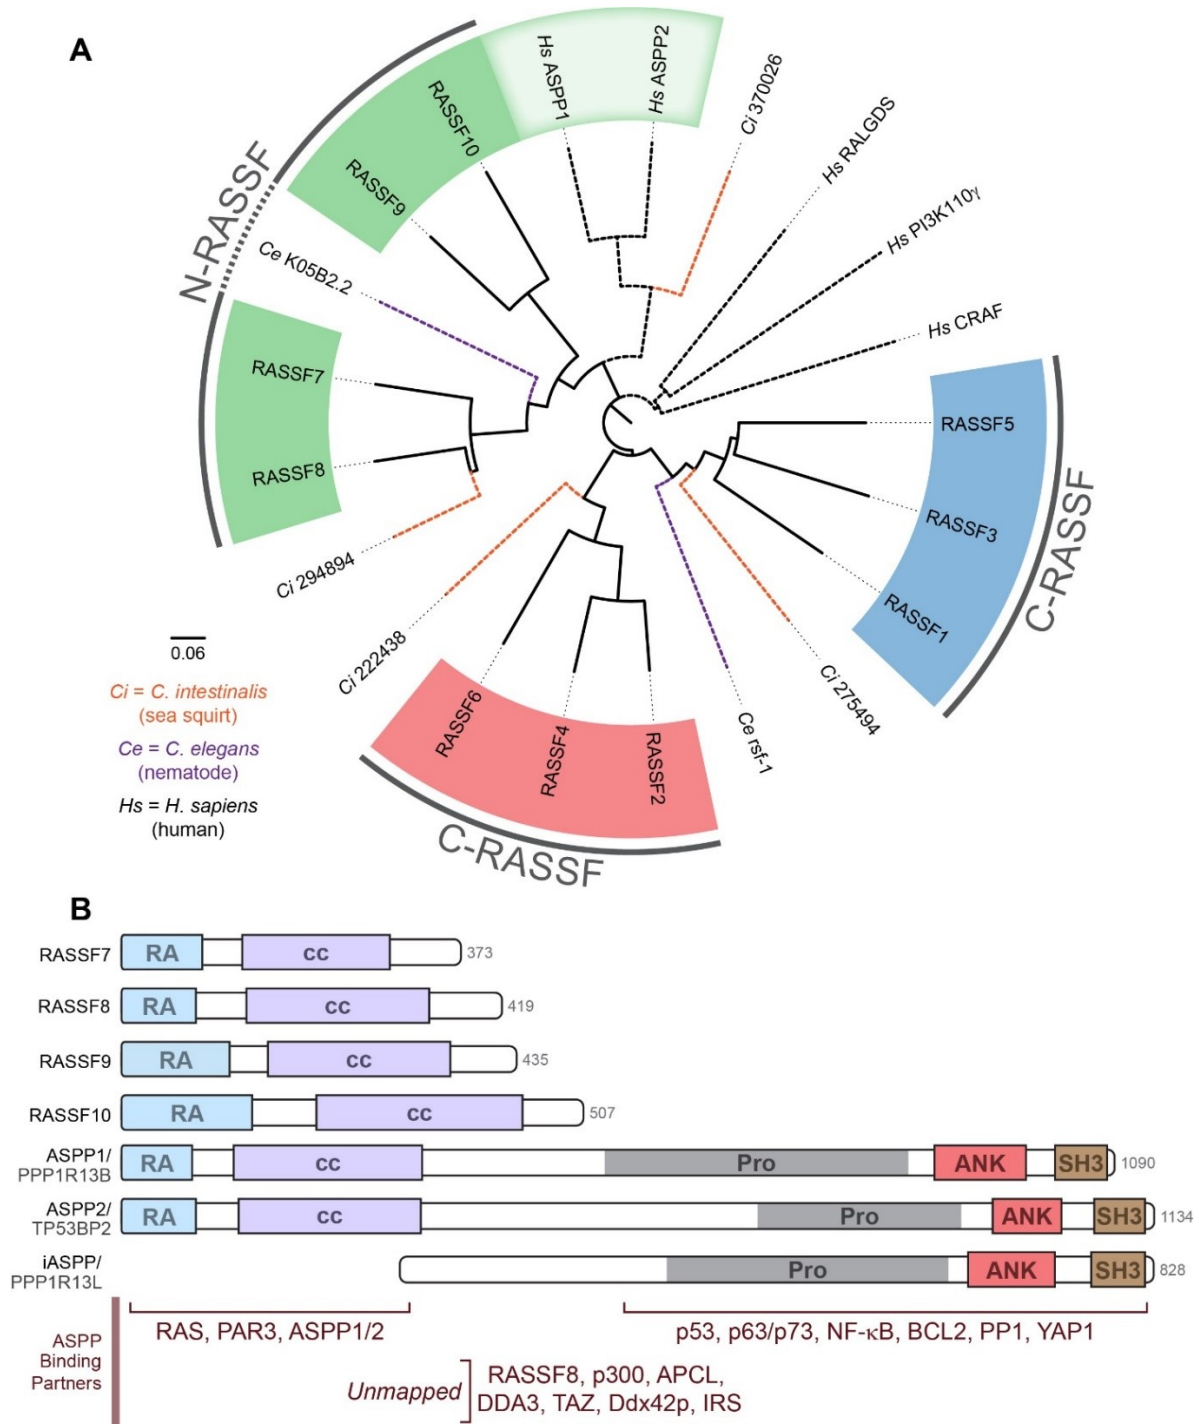 A
N-RASSF
RASSF10
RASSF9
Hs ASPP1
Hs ASPP2
Ci 370026
Hs RALGDS
Hs PI3K110γ
Hs CRAF
Ce K05B2.2
RASSF7
RASSF8
Ci 294894
Ci 222438
RASSF5
RASSF3
RASSF1
C-RASSF
Ci 275494
Ce rsf-1
RASSF6
RASSF4
RASSF2
C-RASSF
0.06
Ci = C. intestinalis
(sea squirt)
Ce = C. elegans
(nematode)
Hs = H. sapiens
(human)
B
RASSF7 RA cc 373
RASSF8 RA cc 419
RASSF9 RA cc 435
RASSF10 RA cc 507
ASPP1/
PPP1R13B RA cc Pro ANK SH3 1090
ASPP2/
TP53BP2 RA cc Pro ANK SH3 1134
iASPP/
PPP1R13L Pro ANK SH3 828
ASPP
Binding
Partners
RAS, PAR3, ASPP1/2
p53, p63/p73, NF-κB, BCL2, PP1, YAP1
Unmapped
RASSF8, p300, APCL,
DDA3, TAZ, Ddx42p, IRS